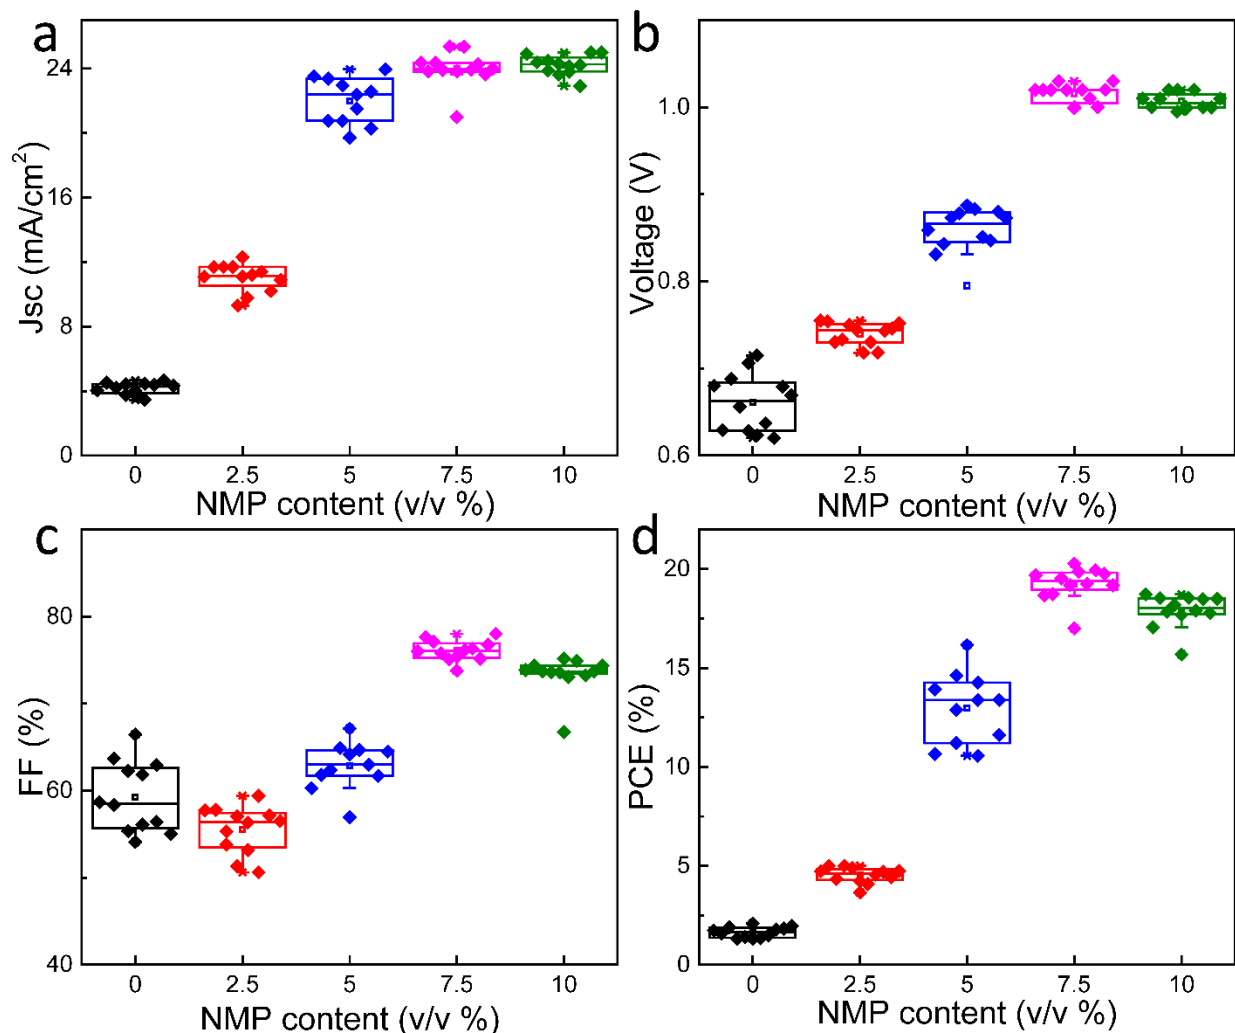 a
Jsc (mA/cm²)
24
16
8
0
0 2.5 5 7.5 10
NMP content (v/v %)
b
Voltage (V)
1.0
0.8
0.6
0 2.5 5 7.5 10
NMP content (v/v %)
c
FF (%)
80
60
40
0 2.5 5 7.5 10
NMP content (v/v %)
d
PCE (%)
20
15
10
5
0
0 2.5 5 7.5 10
NMP content (v/v %)